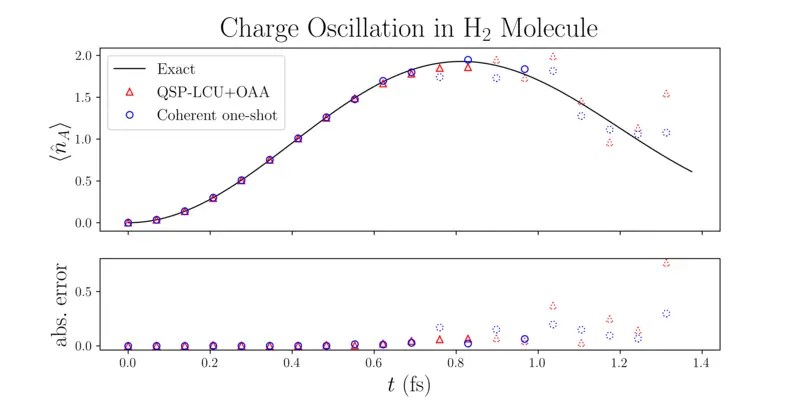 Charge Oscillation in H₂ Molecule
2.0
1.5
1.0
0.5
0.0
⟨n̂_A⟩
Exact
QSP-LCU+OAA
Coherent one-shot
0.5
0.0
abs. error
0.0 0.2 0.4 0.6 0.8 1.0 1.2 1.4
t (fs)